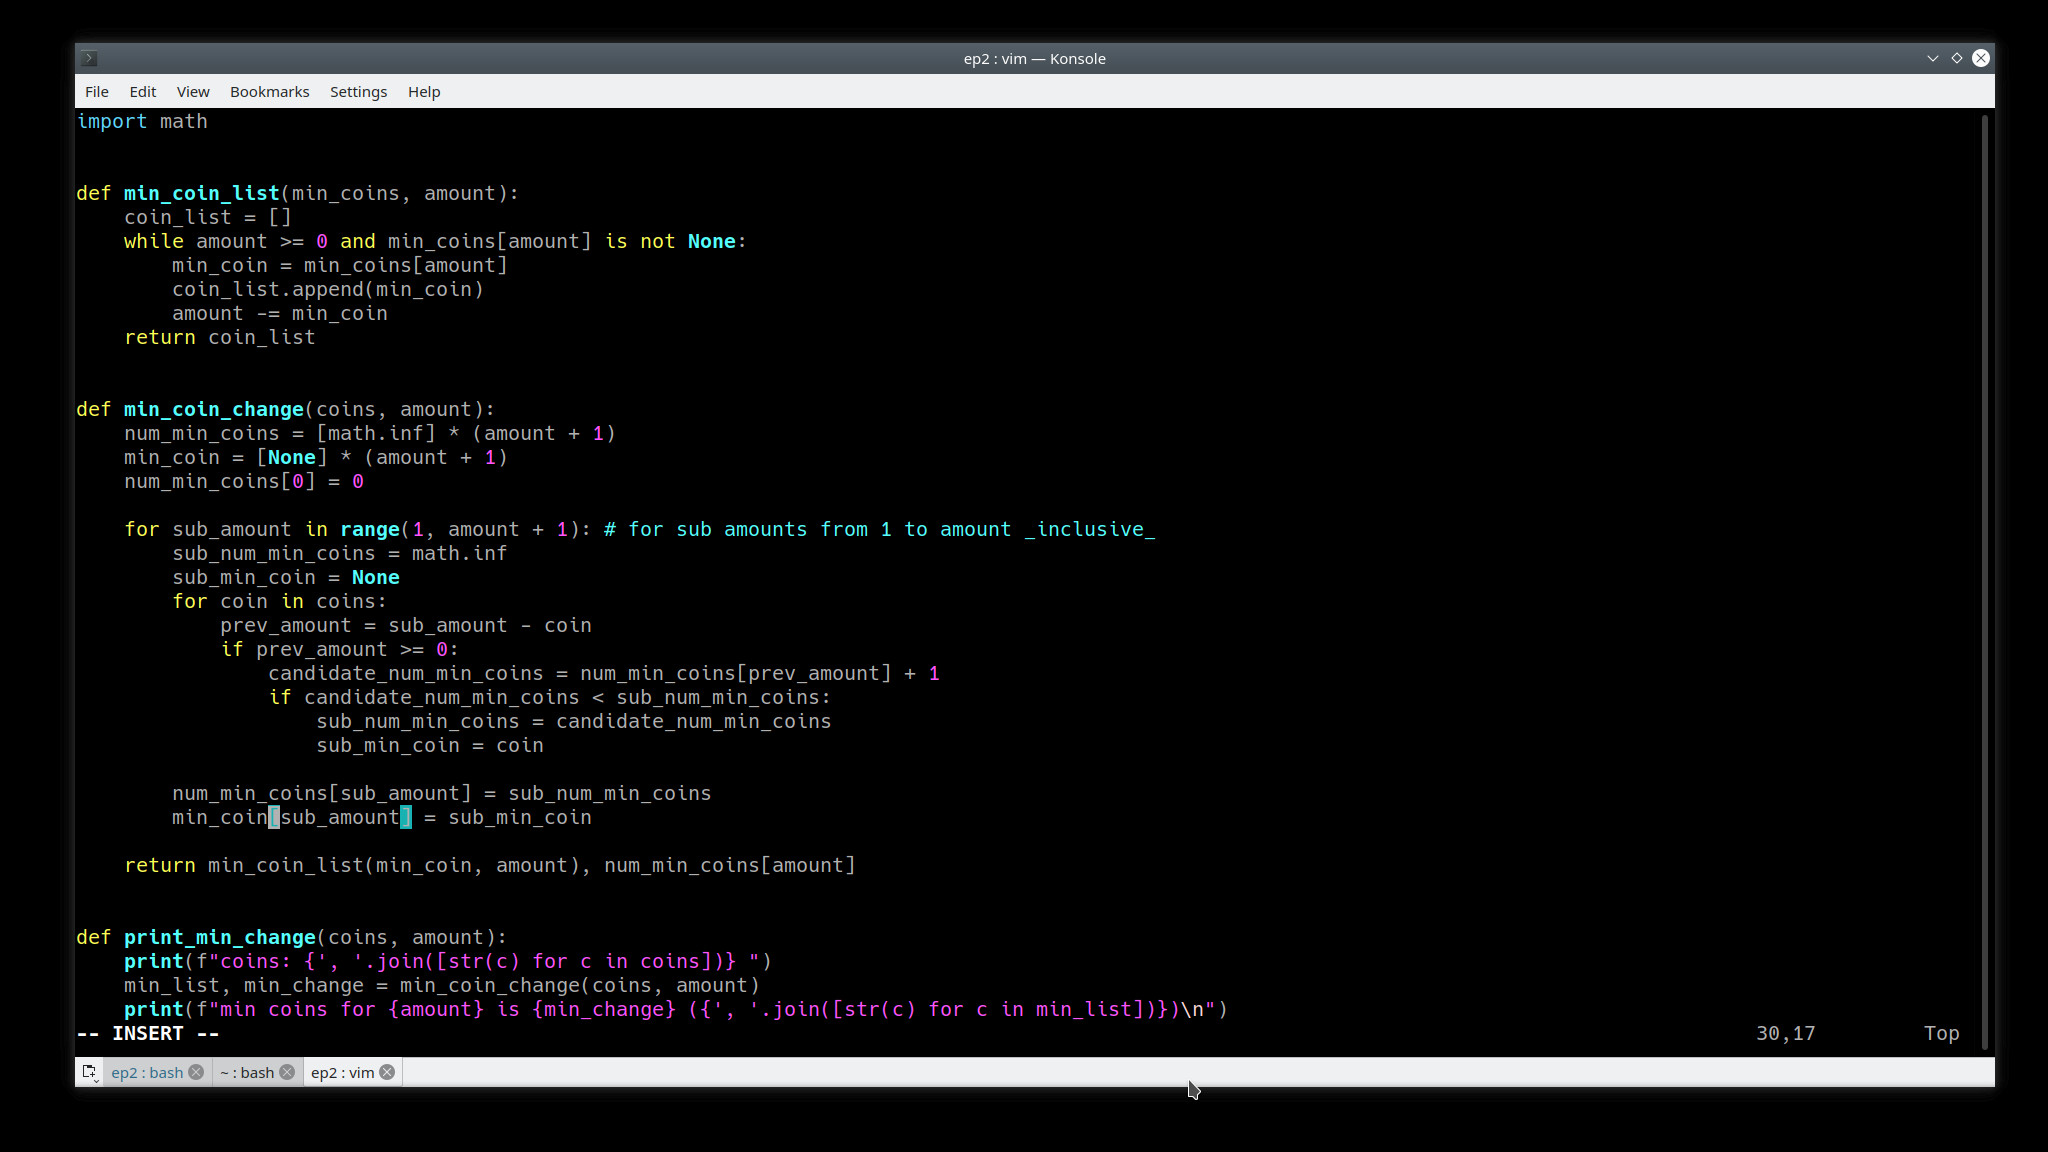 ep2 : vim — Konsole
File Edit View Bookmarks Settings Help
import math
def min_coin_list(min_coins, amount):
    coin_list = []
    while amount >= 0 and min_coins[amount] is not None:
        min_coin = min_coins[amount]
        coin_list.append(min_coin)
        amount -= min_coin
    return coin_list
def min_coin_change(coins, amount):
    num_min_coins = [math.inf] * (amount + 1)
    min_coin = [None] * (amount + 1)
    num_min_coins[0] = 0
    for sub_amount in range(1, amount + 1): # for sub amounts from 1 to amount _inclusive_
        sub_num_min_coins = math.inf
        sub_min_coin = None
        for coin in coins:
            prev_amount = sub_amount - coin
            if prev_amount >= 0:
                candidate_num_min_coins = num_min_coins[prev_amount] + 1
                if candidate_num_min_coins < sub_num_min_coins:
                    sub_num_min_coins = candidate_num_min_coins
                    sub_min_coin = coin
        num_min_coins[sub_amount] = sub_num_min_coins
        min_coin[sub_amount] = sub_min_coin
    return min_coin_list(min_coin, amount), num_min_coins[amount]
def print_min_change(coins, amount):
    print(f"coins: {', '.join([str(c) for c in coins])} ")
    min_list, min_change = min_coin_change(coins, amount)
    print(f"min coins for {amount} is {min_change} ({', '.join([str(c) for c in min_list])})\n")
-- INSERT -- 30,17 Top
ep2 : bash ~ : bash ep2 : vim